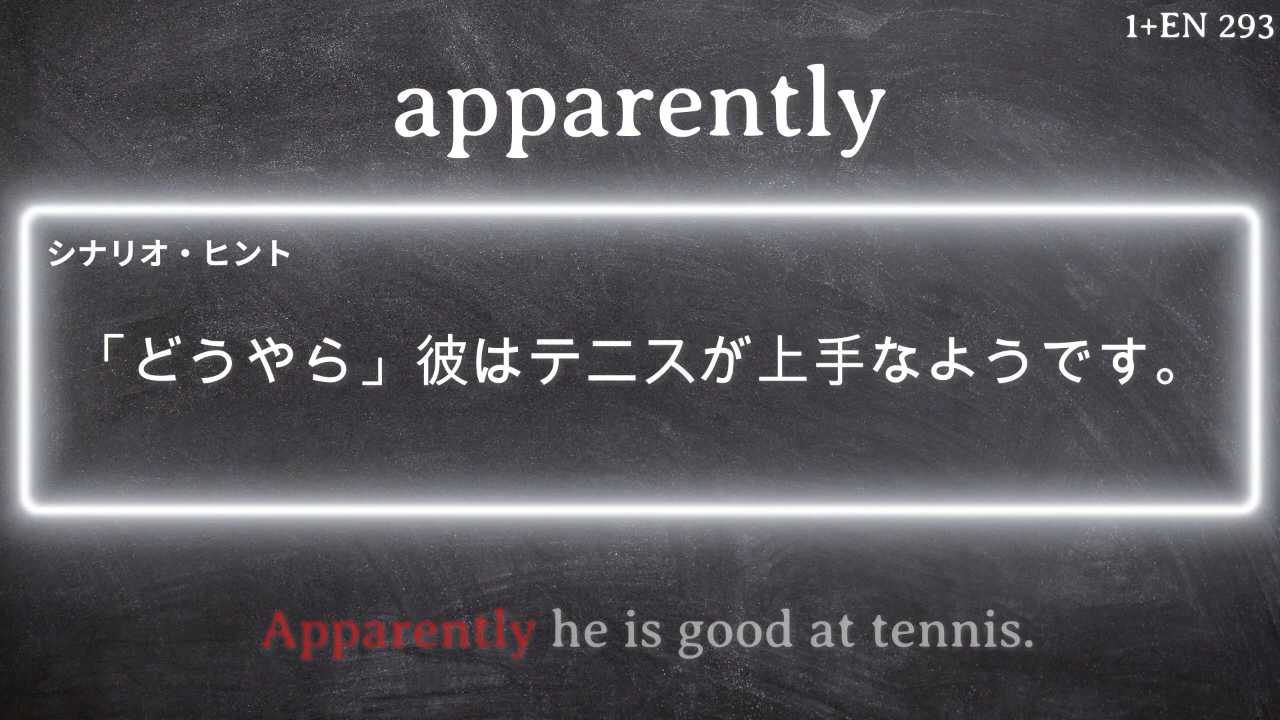 1+EN 293
apparently
シナリオ・ヒント
「どうやら」彼はテニスが上手なようです。
Apparently he is good at tennis.